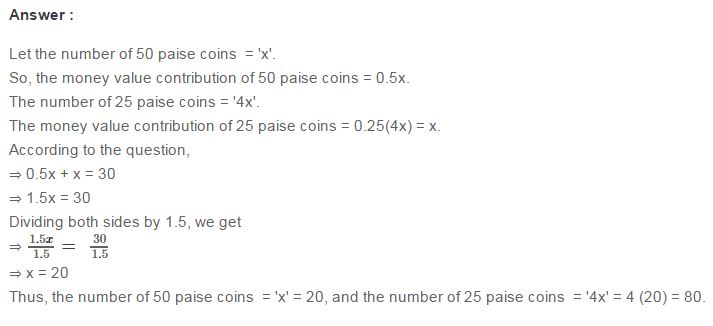 Answer :
Let the number of 50 paise coins = 'x'.
So, the money value contribution of 50 paise coins = 0.5x.
The number of 25 paise coins = '4x'.
The money value contribution of 25 paise coins = 0.25(4x) = x.
According to the question,
⇒ 0.5x + x = 30
⇒ 1.5x = 30
Dividing both sides by 1.5, we get
⇒ 1.5x/1.5 = 30/1.5
⇒ x = 20
Thus, the number of 50 paise coins = 'x' = 20, and the number of 25 paise coins = '4x' = 4 (20) = 80.